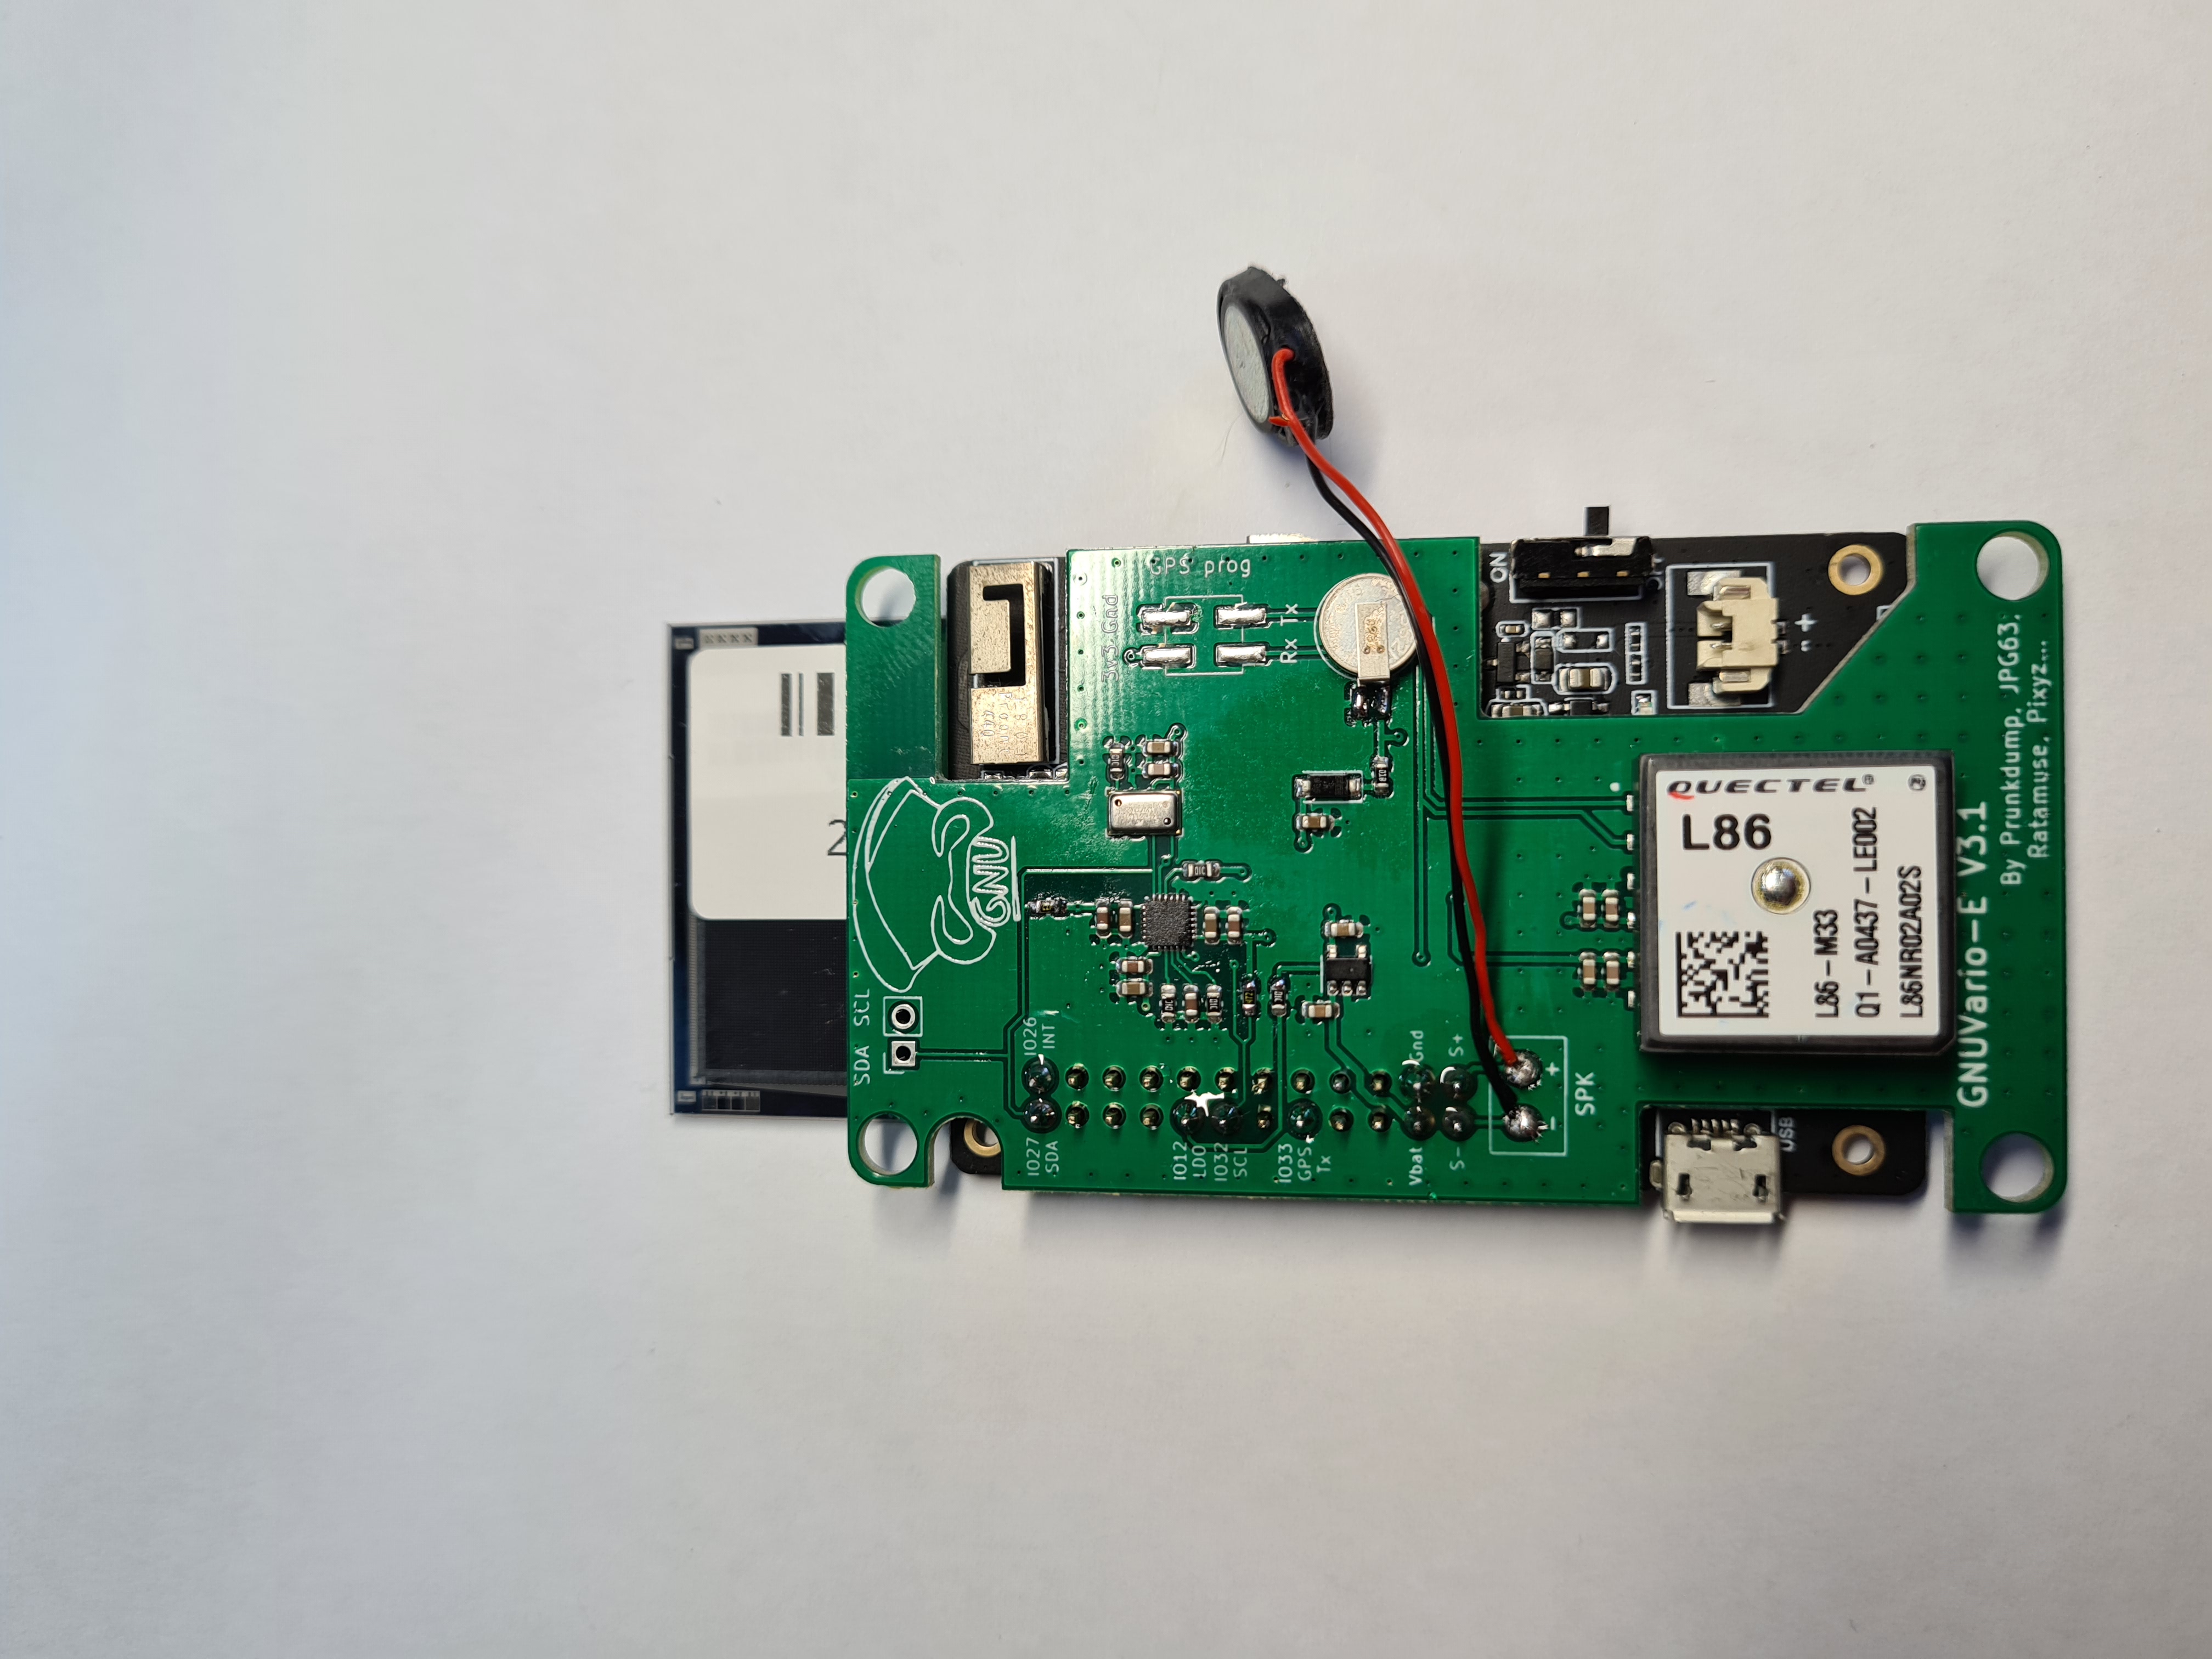 2
SDA SCL
GNU
IO27 IO26
SDA INT
3v3 Gnd
GPS prog
IO12
LDO
IO32
SCL
IO33
GPS
Tx
Rx Tx
Vbat Gnd
S- S+
- +
SPK
ON
USB
- +
QUECTEL®
L86
L86-M33
Q1-A0437-LE002
L86NR02A02S
GNUVario-E V3.1
By Prunkdump, JPG63,
Ratamuse, Pixyz...